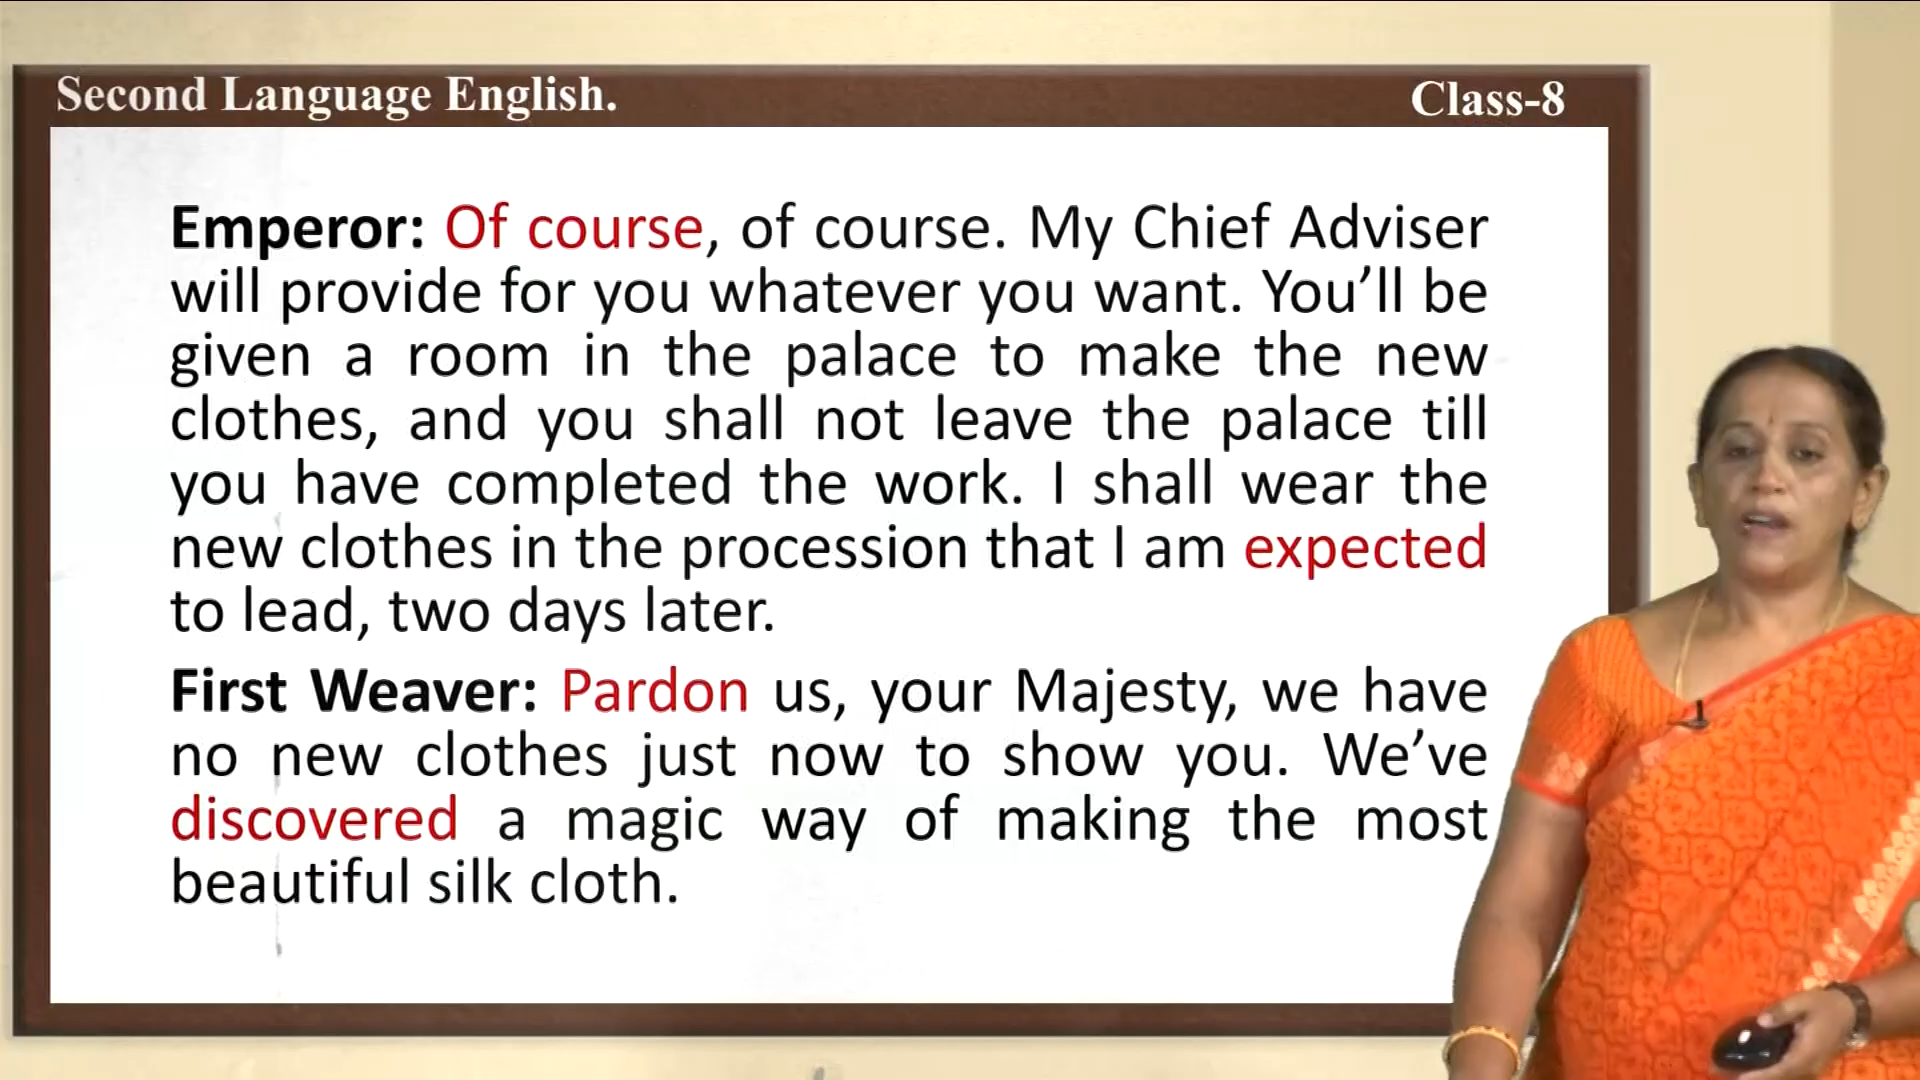 Second Language English.
Class-8
Emperor: Of course, of course. My Chief Adviser
will provide for you whatever you want. You’ll be
given a room in the palace to make the new
clothes, and you shall not leave the palace till
you have completed the work. I shall wear the
new clothes in the procession that I am expected
to lead, two days later.
First Weaver: Pardon us, your Majesty, we have
no new clothes just now to show you. We’ve
discovered a magic way of making the most
beautiful silk cloth.